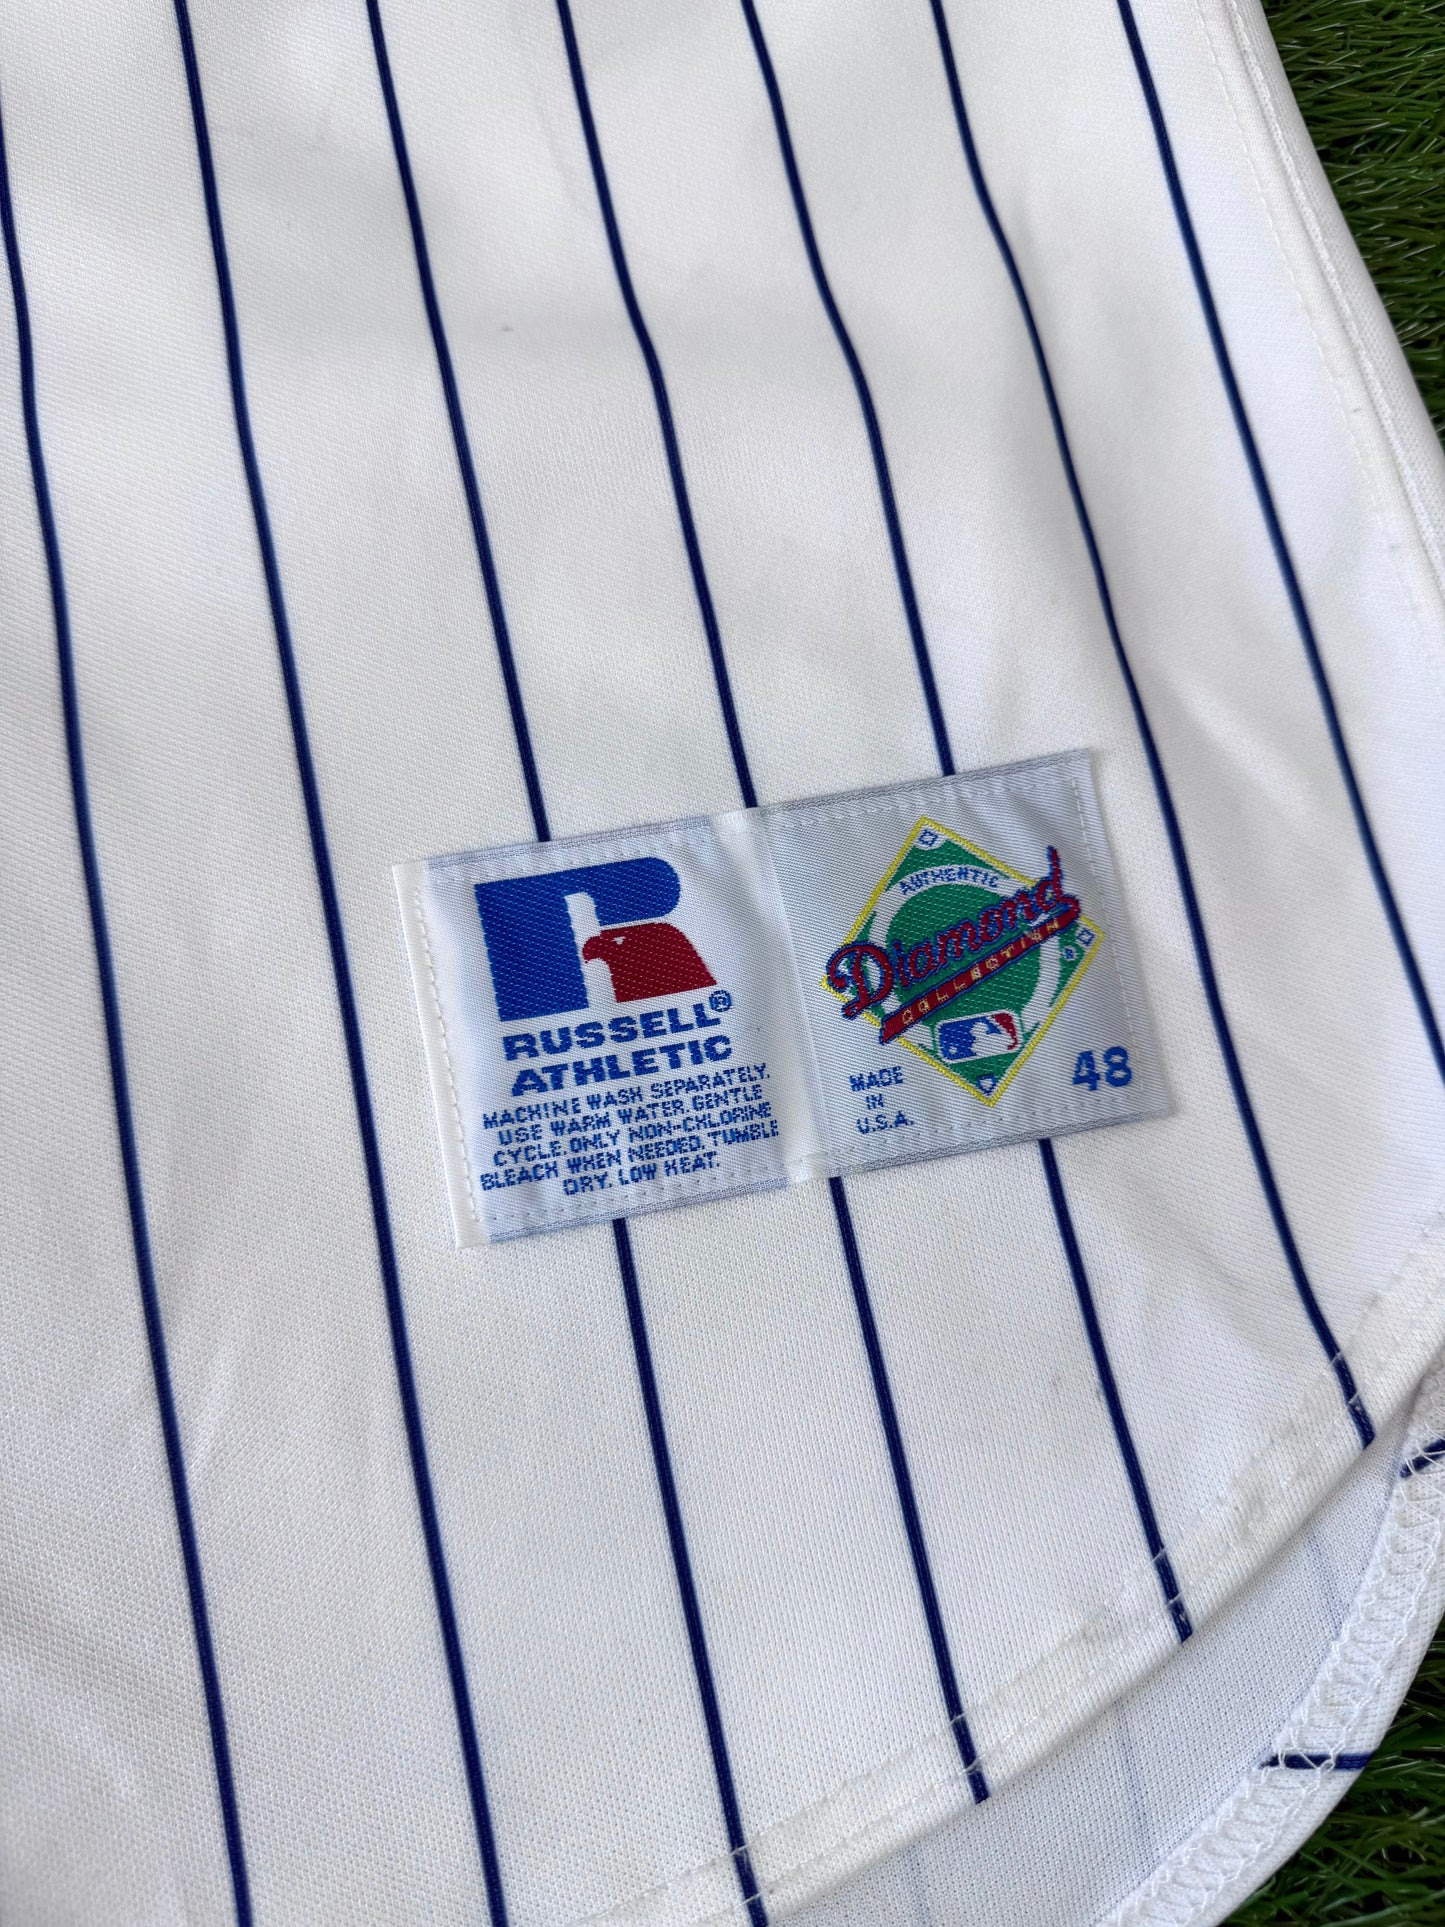 RUSSELL®
ATHLETIC
MACHINE WASH SEPARATELY.
USE WARM WATER. GENTLE
CYCLE. ONLY NON-CHLORINE
BLEACH WHEN NEEDED. TUMBLE
DRY. LOW HEAT.
AUTHENTIC
Diamond
COLLECTION
®
MADE
IN
U.S.A.
48